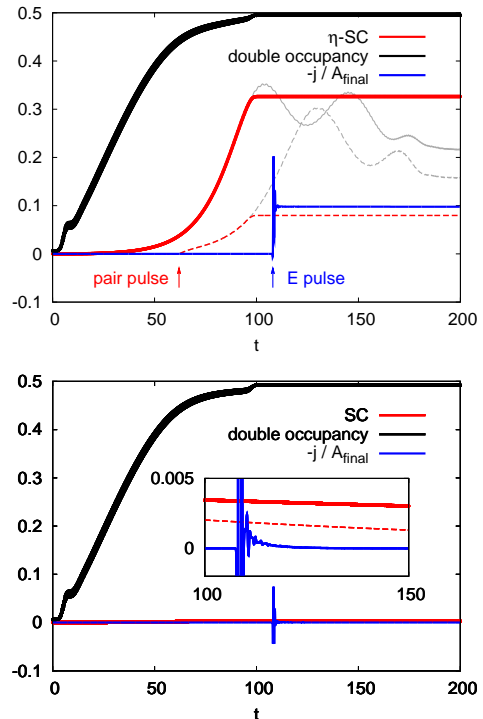 0.5
η-SC
double occupancy
-j / A_final
0.4
0.3
0.2
0.1
0
pair pulse
E pulse
-0.1
0 50 100 150 200
t
0.5
SC
double occupancy
-j / A_final
0.4
0.3
0.005
0.2
0
0.1
100 150
0
-0.1
0 50 100 150 200
t